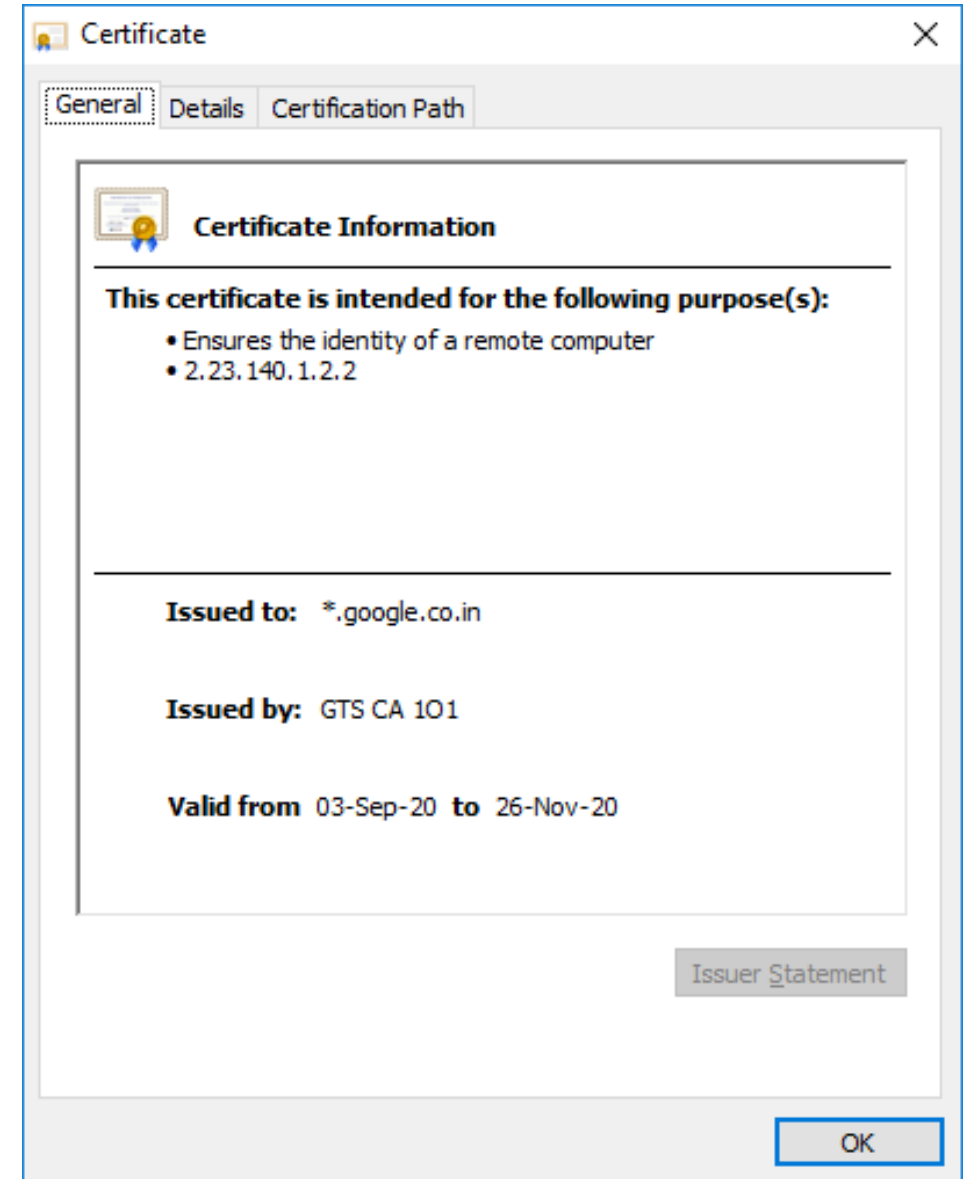 Certificate
General Details Certification Path
Certificate Information
This certificate is intended for the following purpose(s):
• Ensures the identity of a remote computer
• 2.23.140.1.2.2
Issued to: *.google.co.in
Issued by: GTS CA 1O1
Valid from 03-Sep-20 to 26-Nov-20
Issuer Statement
OK